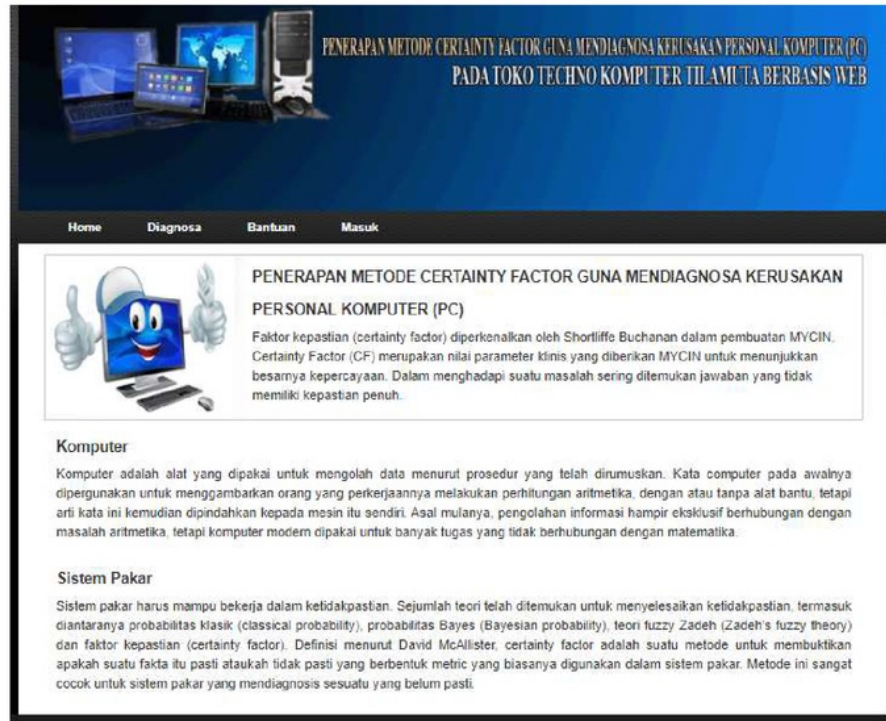 PENERAPAN METODE CERTAINTY FACTOR GUNA MENDIAGNOSA KERUSAKAN PERSONAL KOMPUTER (PC)
PADA TOKO TECHNO KOMPUTER TILAMUTA BERBASIS WEB
Home Diagnosa Bantuan Masuk
PENERAPAN METODE CERTAINTY FACTOR GUNA MENDIAGNOSA KERUSAKAN
PERSONAL KOMPUTER (PC)
Faktor kepastian (certainty factor) diperkenalkan oleh Shortliffe Buchanan dalam pembuatan MYCIN.
Certainty Factor (CF) merupakan nilai parameter klinis yang diberikan MYCIN untuk menunjukkan
besarnya kepercayaan. Dalam menghadapi suatu masalah sering ditemukan jawaban yang tidak
memiliki kepastian penuh.
Komputer
Komputer adalah alat yang dipakai untuk mengolah data menurut prosedur yang telah dirumuskan. Kata computer pada awalnya
dipergunakan untuk menggambarkan orang yang perkerjaannya melakukan perhitungan aritmetika, dengan atau tanpa alat bantu, tetapi
arti kata ini kemudian dipindahkan kepada mesin itu sendiri. Asal mulanya, pengolahan informasi hampir eksklusif berhubungan dengan
masalah aritmetika, tetapi komputer modern dipakai untuk banyak tugas yang tidak berhubungan dengan matematika.
Sistem Pakar
Sistem pakar harus mampu bekerja dalam ketidakpastian. Sejumlah teori telah ditemukan untuk menyelesaikan ketidakpastian, termasuk
diantaranya probabilitas klasik (classical probability), probabilitas Bayes (Bayesian probability), teori fuzzy Zadeh (Zadeh's fuzzy theory)
dan faktor kepastian (certainty factor). Definisi menurut David McAllister, certainty factor adalah suatu metode untuk membuktikan
apakah suatu fakta itu pasti ataukah tidak pasti yang berbentuk metric yang biasanya digunakan dalam sistem pakar. Metode ini sangat
cocok untuk sistem pakar yang mendiagnosis sesuatu yang belum pasti.